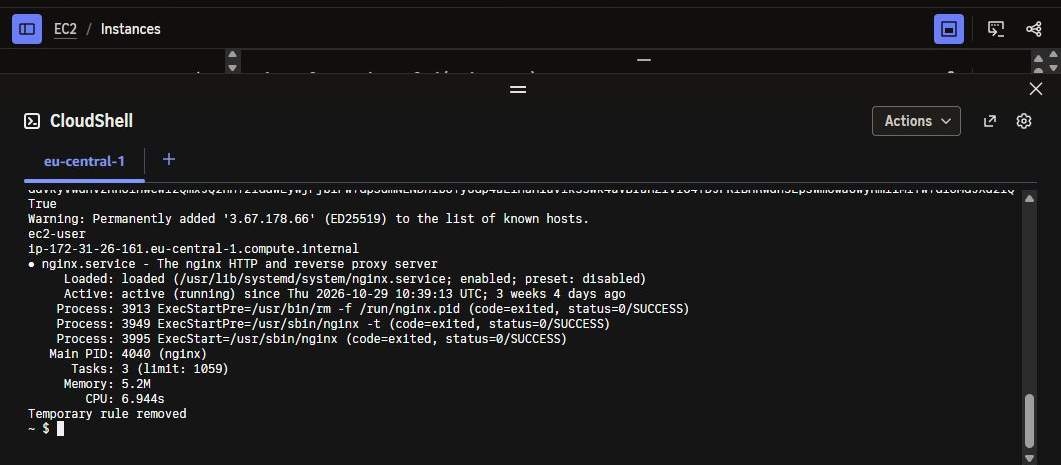 EC2 / Instances
CloudShell
Actions
eu-central-1 +
True
Warning: Permanently added '3.67.178.66' (ED25519) to the list of known hosts.
ec2-user
ip-172-31-26-161.eu-central-1.compute.internal
● nginx.service - The nginx HTTP and reverse proxy server
Loaded: loaded (/usr/lib/systemd/system/nginx.service; enabled; preset: disabled)
Active: active (running) since Thu 2026-10-29 10:39:13 UTC; 3 weeks 4 days ago
Process: 3913 ExecStartPre=/usr/bin/rm -f /run/nginx.pid (code=exited, status=0/SUCCESS)
Process: 3949 ExecStartPre=/usr/sbin/nginx -t (code=exited, status=0/SUCCESS)
Process: 3995 ExecStart=/usr/sbin/nginx (code=exited, status=0/SUCCESS)
Main PID: 4040 (nginx)
Tasks: 3 (limit: 1059)
Memory: 5.2M
CPU: 6.944s
Temporary rule removed
~ $